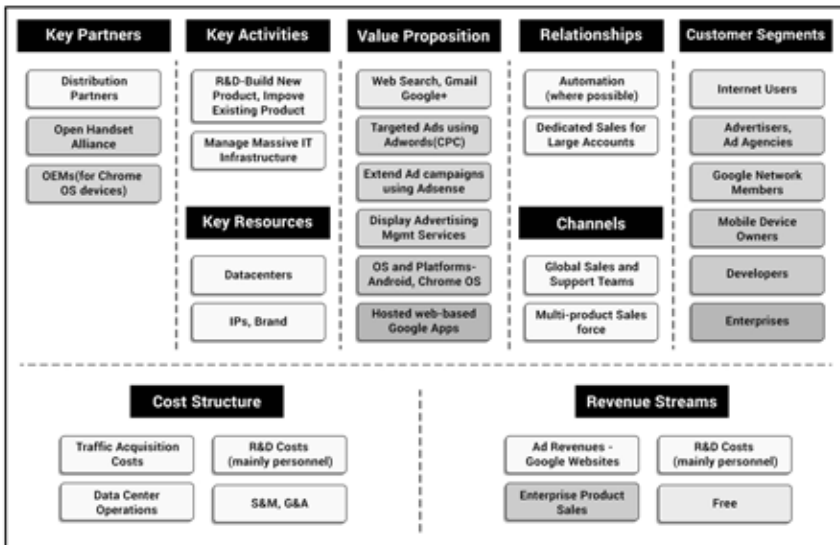 Key Partners
Distribution
Partners
Open Handset
Alliance
OEMs(for Chrome
OS devices)
Key Activities
R&D-Build New
Product, Impove
Existing Product
Manage Massive IT
Infrastructure
Key Resources
Datacenters
IPs, Brand
Value Proposition
Web Search, Gmail
Google+
Targeted Ads using
Adwords(CPC)
Extend Ad campaigns
using Adsense
Display Advertising
Mgmt Services
OS and Platforms-
Android, Chrome OS
Hosted web-based
Google Apps
Relationships
Automation
(where possible)
Dedicated Sales for
Large Accounts
Channels
Global Sales and
Support Teams
Multi-product Sales
force
Customer Segments
Internet Users
Advertisers,
Ad Agencies
Google Network
Members
Mobile Device
Owners
Developers
Enterprises
Cost Structure
Traffic Acquisition
Costs
R&D Costs
(mainly personnel)
Data Center
Operations
S&M, G&A
Revenue Streams
Ad Revenues -
Google Websites
R&D Costs
(mainly personnel)
Enterprise Product
Sales
Free